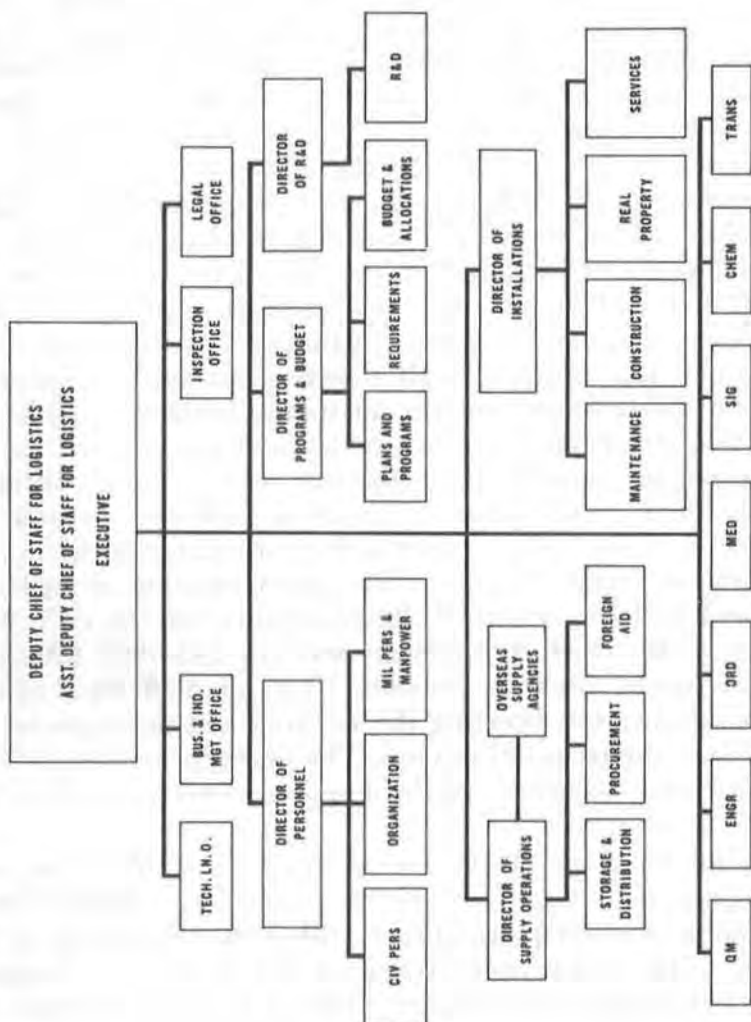 DEPUTY CHIEF OF STAFF FOR LOGISTICS
ASST DEPUTY CHIEF OF STAFF FOR LOGISTICS
EXECUTIVE
TECH. LN. O.
BUS. & IND.
MGT OFFICE
INSPECTION
OFFICE
LEGAL
OFFICE
DIRECTOR OF
PERSONNEL
DIRECTOR OF
PROGRAMS & BUDGET
DIRECTOR
OF R&D
CIV PERS
ORGANIZATION
MIL PERS &
MANPOWER
PLANS AND
PROGRAMS
REQUIREMENTS
BUDGET &
ALLOCATIONS
R&D
DIRECTOR OF
SUPPLY OPERATIONS
OVERSEAS
SUPPLY
AGENCIES
DIRECTOR OF
INSTALLATIONS
STORAGE &
DISTRIBUTION
PROCUREMENT
FOREIGN
AID
MAINTENANCE
CONSTRUCTION
REAL
PROPERTY
SERVICES
QM
ENGR
ORD
MED
SIG
CHEM
TRANS